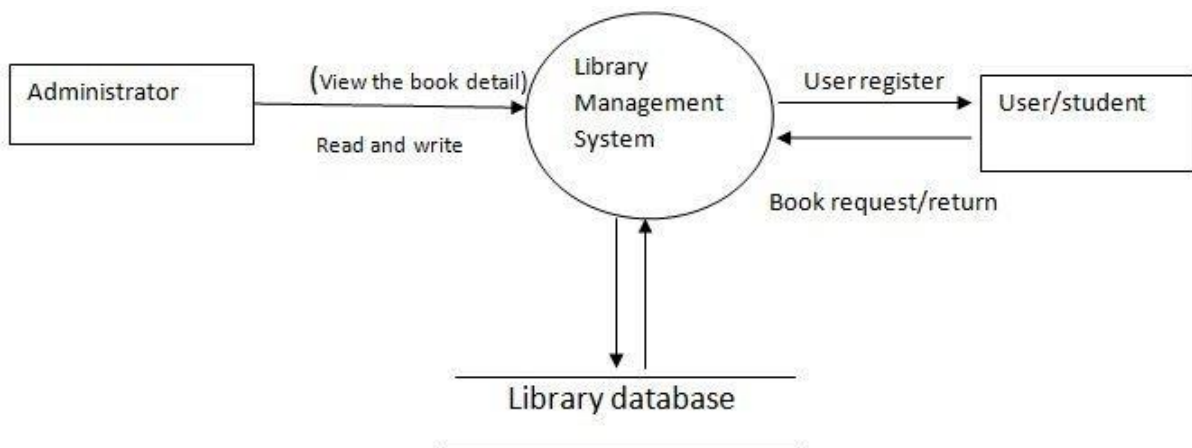 Administrator
(View the book detail)
Read and write
Library
Management
System
User register
User/student
Book request/return
Library database